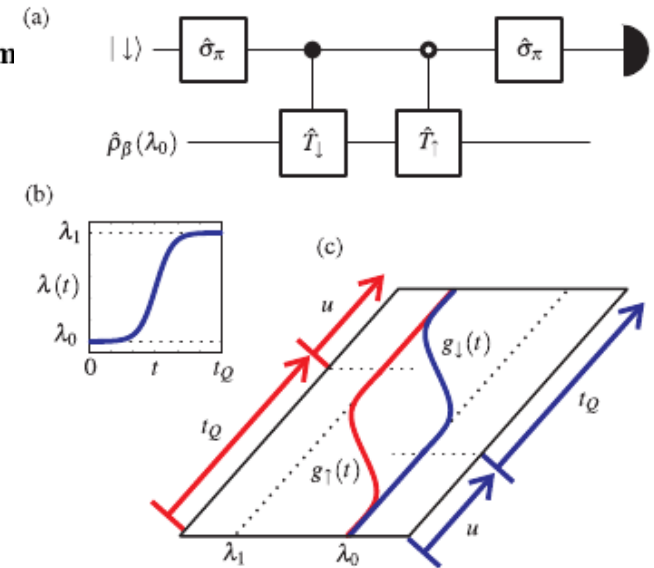 (a)
m
|↓⟩ σ̂π σ̂π
ρ̂β(λ0) T̂↓ T̂↑
(b)
λ1
λ(t)
λ0
0 t tQ
(c)
u
g↓(t)
tQ
tQ
g↑(t)
u
λ1 λ0